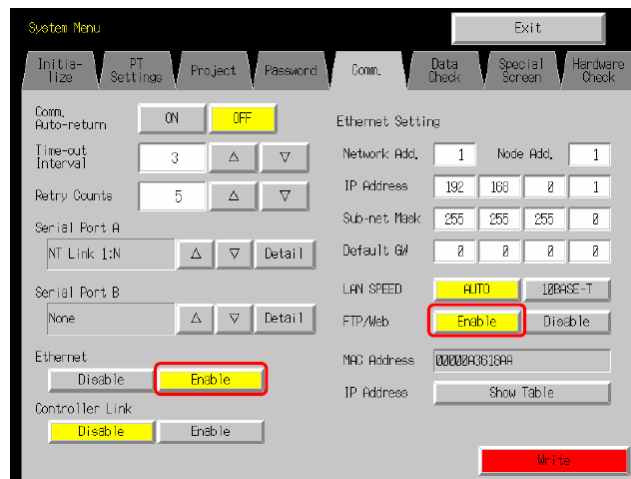 System Menu
Exit
Initia-
lize
PT
Settings
Project
Password
Comm.
Data
Check
Special
Screen
Hardware
Check
Comm.
Auto-return
ON
OFF
Time-out
Interval
3
△
▽
Retry Counts
5
△
▽
Serial Port A
NT Link 1:N
△
▽
Detail
Serial Port B
None
△
▽
Detail
Ethernet
Disable
Enable
Controller Link
Disable
Enable
Ethernet Setting
Network Add.
1
Node Add.
1
IP Address
192 168 0 1
Sub-net Mask
255 255 255 0
Default GW
0 0 0 0
LAN SPEED
AUTO
10BASE-T
FTP/Web
Enable
Disable
MAC Address
00000A3618AA
IP Address
Show Table
Write